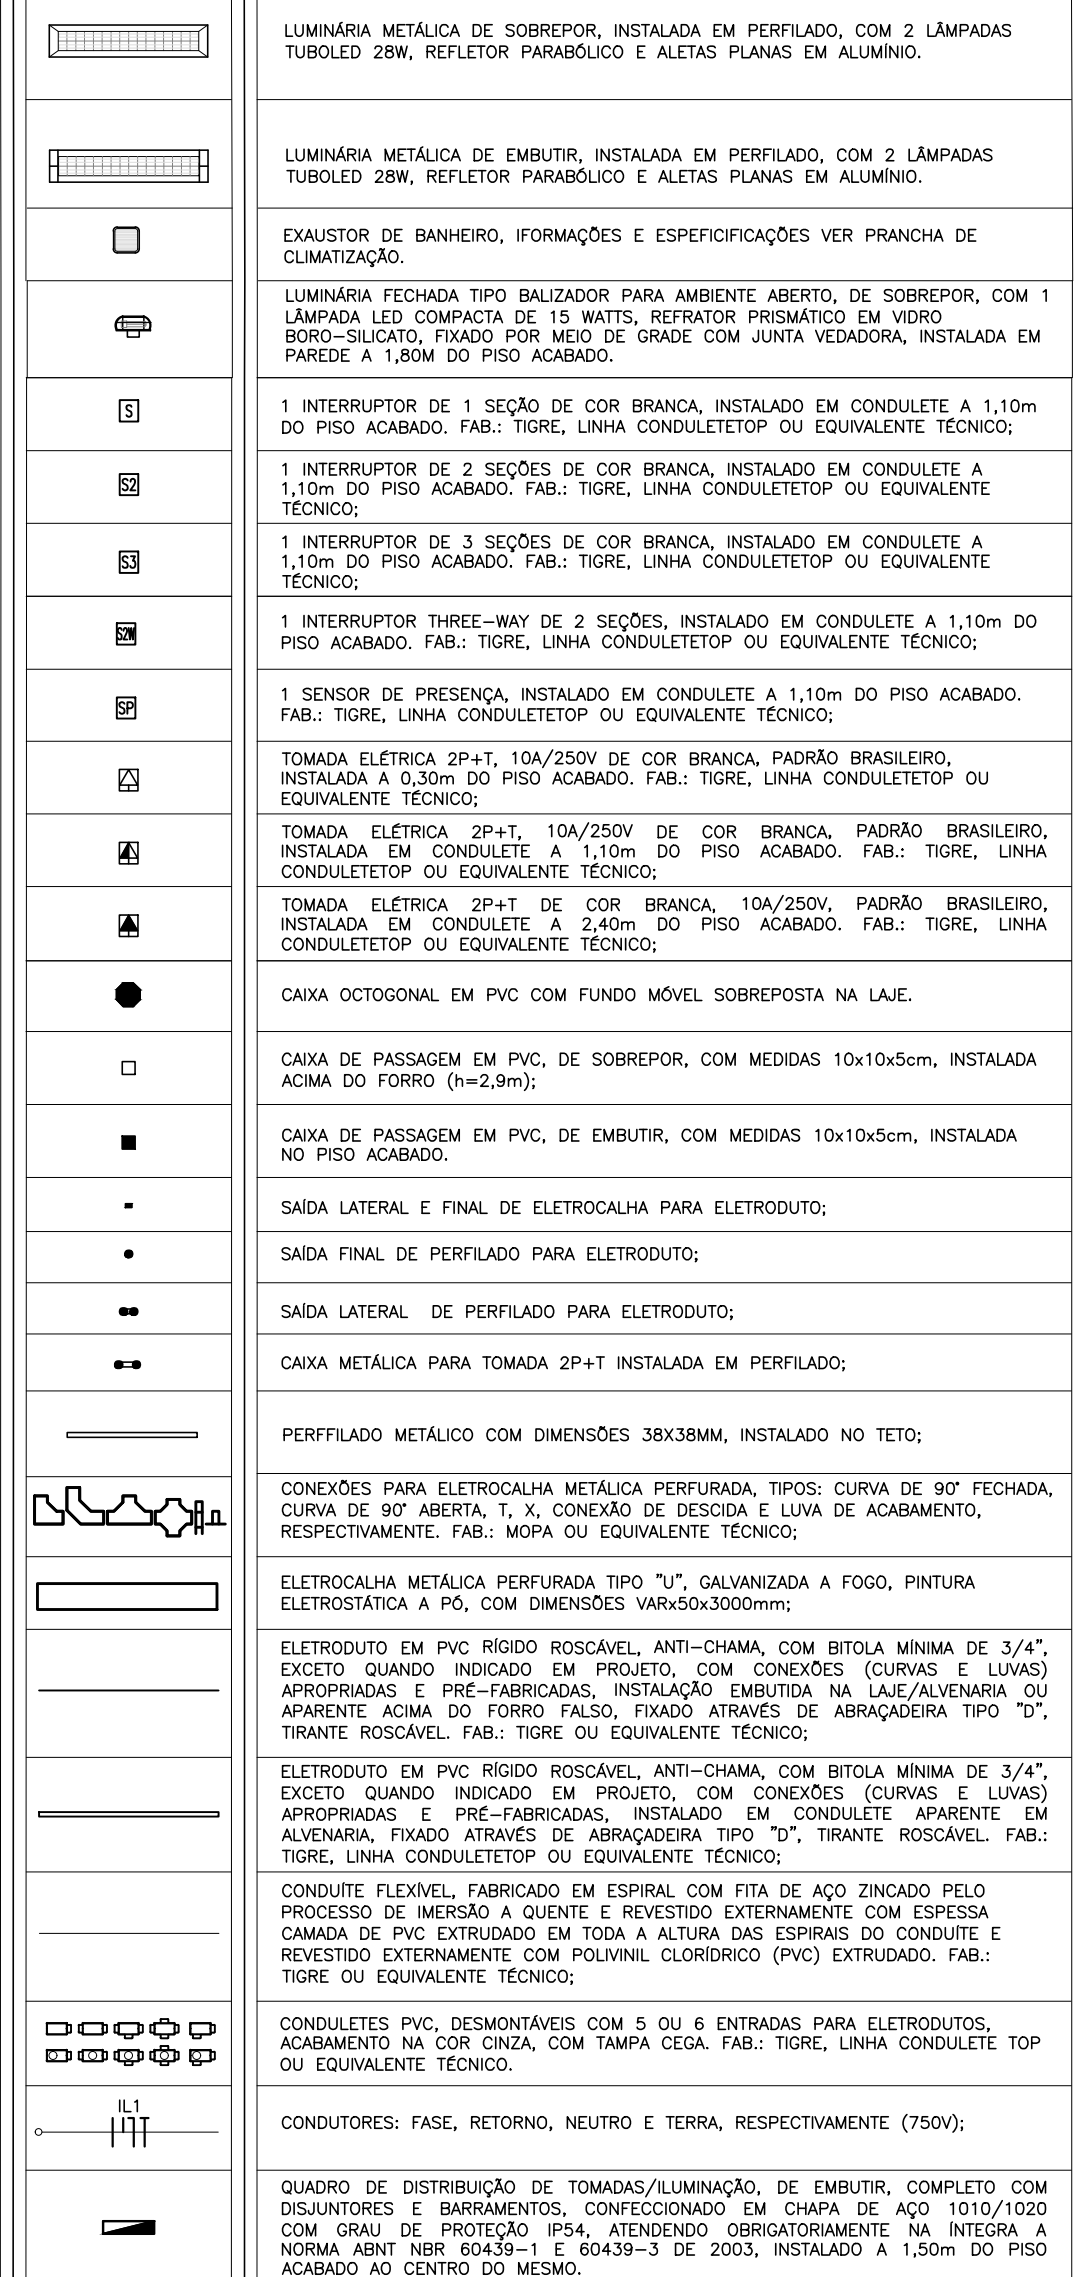 LUMINÁRIA METÁLICA DE SOBREPOR, INSTALADA EM PERFILADO, COM 2 LÂMPADAS
TUBOLED 28W, REFLETOR PARABÓLICO E ALETAS PLANAS EM ALUMÍNIO.
LUMINÁRIA METÁLICA DE EMBUTIR, INSTALADA EM PERFILADO, COM 2 LÂMPADAS
TUBOLED 28W, REFLETOR PARABÓLICO E ALETAS PLANAS EM ALUMÍNIO.
EXAUSTOR DE BANHEIRO, IFORMAÇÕES E ESPEFICIFICAÇÕES VER PRANCHA DE
CLIMATIZAÇÃO.
LUMINÁRIA FECHADA TIPO BALIZADOR PARA AMBIENTE ABERTO, DE SOBREPOR, COM 1
LÂMPADA LED COMPACTA DE 15 WATTS, REFRATOR PRISMÁTICO EM VIDRO
BORO-SILICATO, FIXADO POR MEIO DE GRADE COM JUNTA VEDADORA, INSTALADA EM
PAREDE A 1,80M DO PISO ACABADO.
S
1 INTERRUPTOR DE 1 SEÇÃO DE COR BRANCA, INSTALADO EM CONDULETE A 1,10m
DO PISO ACABADO. FAB.: TIGRE, LINHA CONDULETETOP OU EQUIVALENTE TÉCNICO;
S2
1 INTERRUPTOR DE 2 SEÇÕES DE COR BRANCA, INSTALADO EM CONDULETE A
1,10m DO PISO ACABADO. FAB.: TIGRE, LINHA CONDULETETOP OU EQUIVALENTE
TÉCNICO;
S3
1 INTERRUPTOR DE 3 SEÇÕES DE COR BRANCA, INSTALADO EM CONDULETE A
1,10m DO PISO ACABADO. FAB.: TIGRE, LINHA CONDULETETOP OU EQUIVALENTE
TÉCNICO;
S2W
1 INTERRUPTOR THREE-WAY DE 2 SEÇÕES, INSTALADO EM CONDULETE A 1,10m DO
PISO ACABADO. FAB.: TIGRE, LINHA CONDULETETOP OU EQUIVALENTE TÉCNICO;
SP
1 SENSOR DE PRESENÇA, INSTALADO EM CONDULETE A 1,10m DO PISO ACABADO.
FAB.: TIGRE, LINHA CONDULETETOP OU EQUIVALENTE TÉCNICO;
TOMADA ELÉTRICA 2P+T, 10A/250V DE COR BRANCA, PADRÃO BRASILEIRO,
INSTALADA A 0,30m DO PISO ACABADO. FAB.: TIGRE, LINHA CONDULETETOP OU
EQUIVALENTE TÉCNICO;
TOMADA ELÉTRICA 2P+T, 10A/250V DE COR BRANCA, PADRÃO BRASILEIRO,
INSTALADA EM CONDULETE A 1,10m DO PISO ACABADO. FAB.: TIGRE, LINHA
CONDULETETOP OU EQUIVALENTE TÉCNICO;
TOMADA ELÉTRICA 2P+T DE COR BRANCA, 10A/250V, PADRÃO BRASILEIRO,
INSTALADA EM CONDULETE A 2,40m DO PISO ACABADO. FAB.: TIGRE, LINHA
CONDULETETOP OU EQUIVALENTE TÉCNICO;
CAIXA OCTOGONAL EM PVC COM FUNDO MÓVEL SOBREPOSTA NA LAJE.
CAIXA DE PASSAGEM EM PVC, DE SOBREPOR, COM MEDIDAS 10x10x5cm, INSTALADA
ACIMA DO FORRO (h=2,9m);
CAIXA DE PASSAGEM EM PVC, DE EMBUTIR, COM MEDIDAS 10x10x5cm, INSTALADA
NO PISO ACABADO.
SAÍDA LATERAL E FINAL DE ELETROCALHA PARA ELETRODUTO;
SAÍDA FINAL DE PERFILADO PARA ELETRODUTO;
SAÍDA LATERAL DE PERFILADO PARA ELETRODUTO;
CAIXA METÁLICA PARA TOMADA 2P+T INSTALADA EM PERFILADO;
PERFFILADO METÁLICO COM DIMENSÕES 38X38MM, INSTALADO NO TETO;
CONEXÕES PARA ELETROCALHA METÁLICA PERFURADA, TIPOS: CURVA DE 90° FECHADA,
CURVA DE 90° ABERTA, T, X, CONEXÃO DE DESCIDA E LUVA DE ACABAMENTO,
RESPECTIVAMENTE. FAB.: MOPA OU EQUIVALENTE TÉCNICO;
ELETROCALHA METÁLICA PERFURADA TIPO "U", GALVANIZADA A FOGO, PINTURA
ELETROSTÁTICA A PÓ, COM DIMENSÕES VARx50x3000mm;
ELETRODUTO EM PVC RÍGIDO ROSCÁVEL, ANTI-CHAMA, COM BITOLA MÍNIMA DE 3/4",
EXCETO QUANDO INDICADO EM PROJETO, COM CONEXÕES (CURVAS E LUVAS)
APROPRIADAS E PRÉ-FABRICADAS, INSTALAÇÃO EMBUTIDA NA LAJE/ALVENARIA OU
APARENTE ACIMA DO FORRO FALSO, FIXADO ATRAVÉS DE ABRAÇADEIRA TIPO "D",
TIRANTE ROSCÁVEL. FAB.: TIGRE OU EQUIVALENTE TÉCNICO;
ELETRODUTO EM PVC RÍGIDO ROSCÁVEL, ANTI-CHAMA, COM BITOLA MÍNIMA DE 3/4",
EXCETO QUANDO INDICADO EM PROJETO, COM CONEXÕES (CURVAS E LUVAS)
APROPRIADAS E PRÉ-FABRICADAS, INSTALADO EM CONDULETE APARENTE EM
ALVENARIA, FIXADO ATRAVÉS DE ABRAÇADEIRA TIPO "D", TIRANTE ROSCÁVEL. FAB.:
TIGRE, LINHA CONDULETETOP OU EQUIVALENTE TÉCNICO;
CONDUÍTE FLEXÍVEL, FABRICADO EM ESPIRAL COM FITA DE AÇO ZINCADO PELO
PROCESSO DE IMERSÃO A QUENTE E REVESTIDO EXTERNAMENTE COM ESPESSA
CAMADA DE PVC EXTRUDADO EM TODA A ALTURA DAS ESPIRAIS DO CONDUÍTE E
REVESTIDO EXTERNAMENTE COM POLIVINIL CLORÍDRICO (PVC) EXTRUDADO. FAB.:
TIGRE OU EQUIVALENTE TÉCNICO;
CONDULETES PVC, DESMONTÁVEIS COM 5 OU 6 ENTRADAS PARA ELETRODUTOS,
ACABAMENTO NA COR CINZA, COM TAMPA CEGA. FAB.: TIGRE, LINHA CONDULETE TOP
OU EQUIVALENTE TÉCNICO.
IL1
CONDUTORES: FASE, RETORNO, NEUTRO E TERRA, RESPECTIVAMENTE (750V);
QUADRO DE DISTRIBUIÇÃO DE TOMADAS/ILUMINAÇÃO, DE EMBUTIR, COMPLETO COM
DISJUNTORES E BARRAMENTOS, CONFECCIONADO EM CHAPA DE AÇO 1010/1020
COM GRAU DE PROTEÇÃO IP54, ATENDENDO OBRIGATORIAMENTE NA ÍNTEGRA A
NORMA ABNT NBR 60439-1 E 60439-3 DE 2003, INSTALADO A 1,50m DO PISO
ACABADO AO CENTRO DO MESMO.